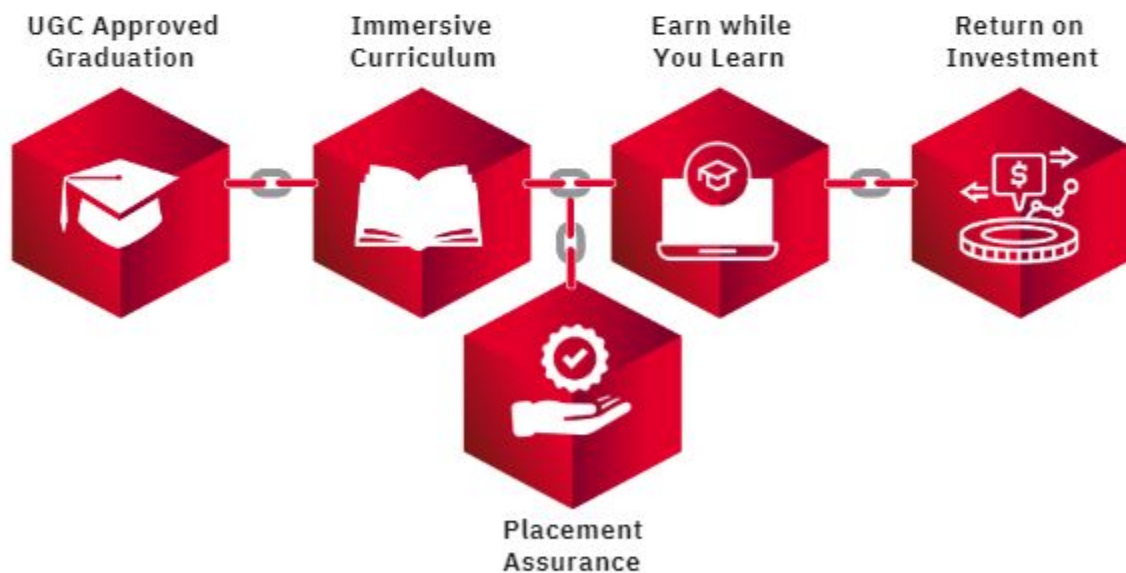 UGC Approved
Graduation
Immersive
Curriculum
Earn while
You Learn
Return on
Investment
$
Placement
Assurance